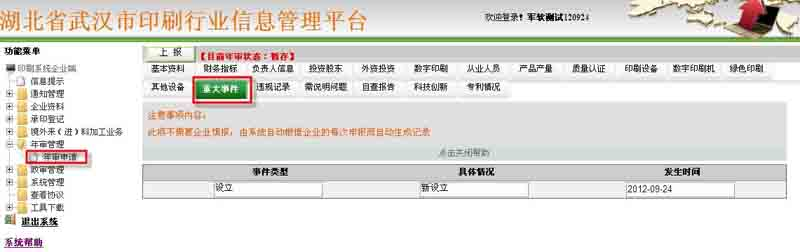 湖北省武汉市印刷行业信息管理平台
欢迎登录！军软测试120924
功能菜单
印刷系统企业端
信息提示
通知管理
企业资料
承印登记
境外来（进）料加工业务
年审管理
年审申请
政审管理
系统管理
查看协议
工具下载
退出系统
系统帮助
上 报 【目前年审状态：暂存】
基本资料 财务指标 负责人信息 投资股东 外资投资 数字印刷 从业人员 产品产量 质量认证 印刷设备 数字印刷机 绿色印刷
其他设备 重大事件 违规记录 需说明问题 自查报告 科技创新 专利情况
注意事项内容：
此项不需要企业填报，由系统自动根据企业的每次申报而自动生成记录
点击关闭帮助
事件类型 具体情况 发生时间
设立 新设立 2012-09-24